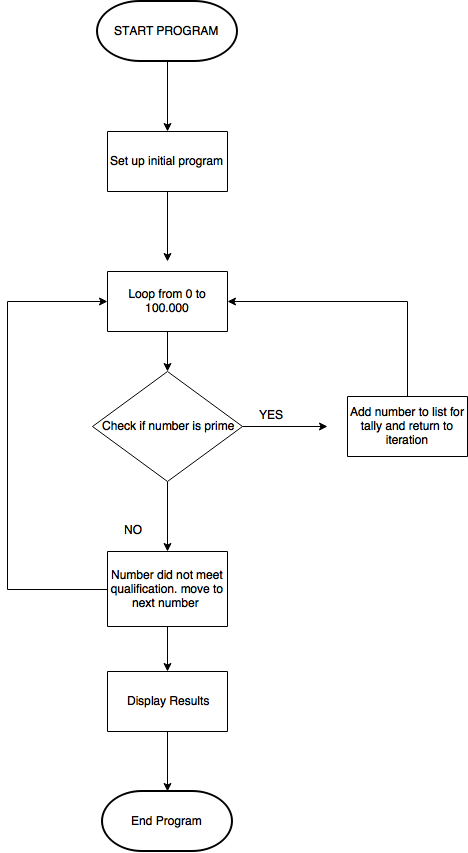 START PROGRAM
Set up initial program
Loop from 0 to
100.000
Check if number is prime
YES
Add number to list for
tally and return to
iteration
NO
Number did not meet
qualification. move to
next number
Display Results
End Program